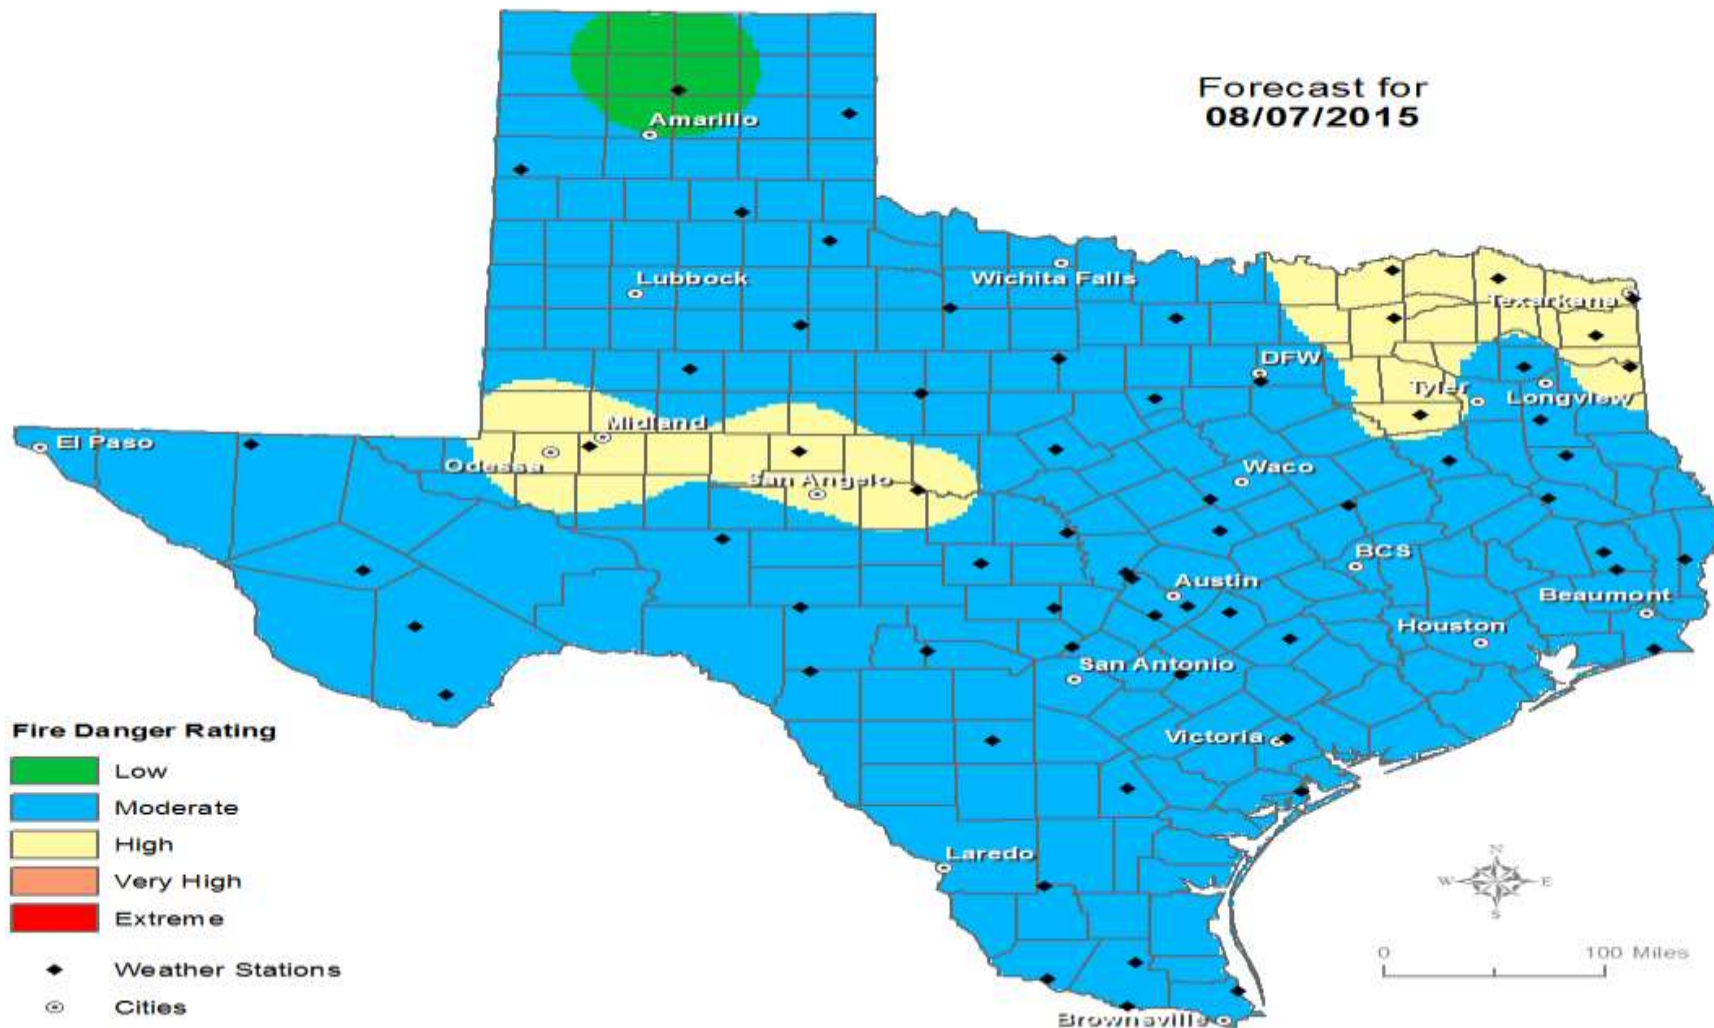 Forecast for
08/07/2015
Amarillo
Lubbock
Wichita Falls
Texarkana
DFW
Tyler
Longview
Midland
El Paso
Odessa
San Angelo
Waco
BCS
Austin
Beaumont
Houston
San Antonio
Victoria
Laredo
Brownsville
Fire Danger Rating
Low
Moderate
High
Very High
Extreme
Weather Stations
Cities
N
W E
S
0 100 Miles